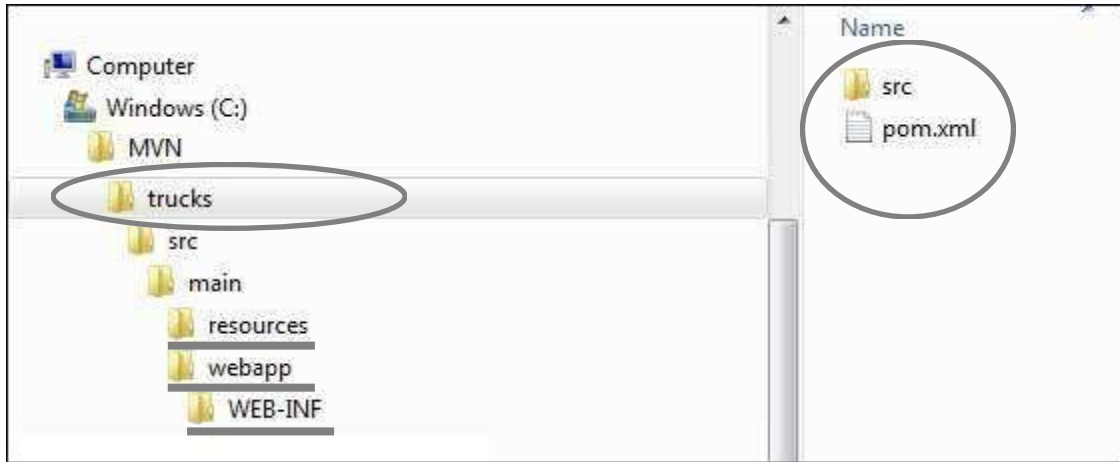 Computer
Windows (C:)
MVN
trucks
src
main
resources
webapp
WEB-INF
Name
src
pom.xml